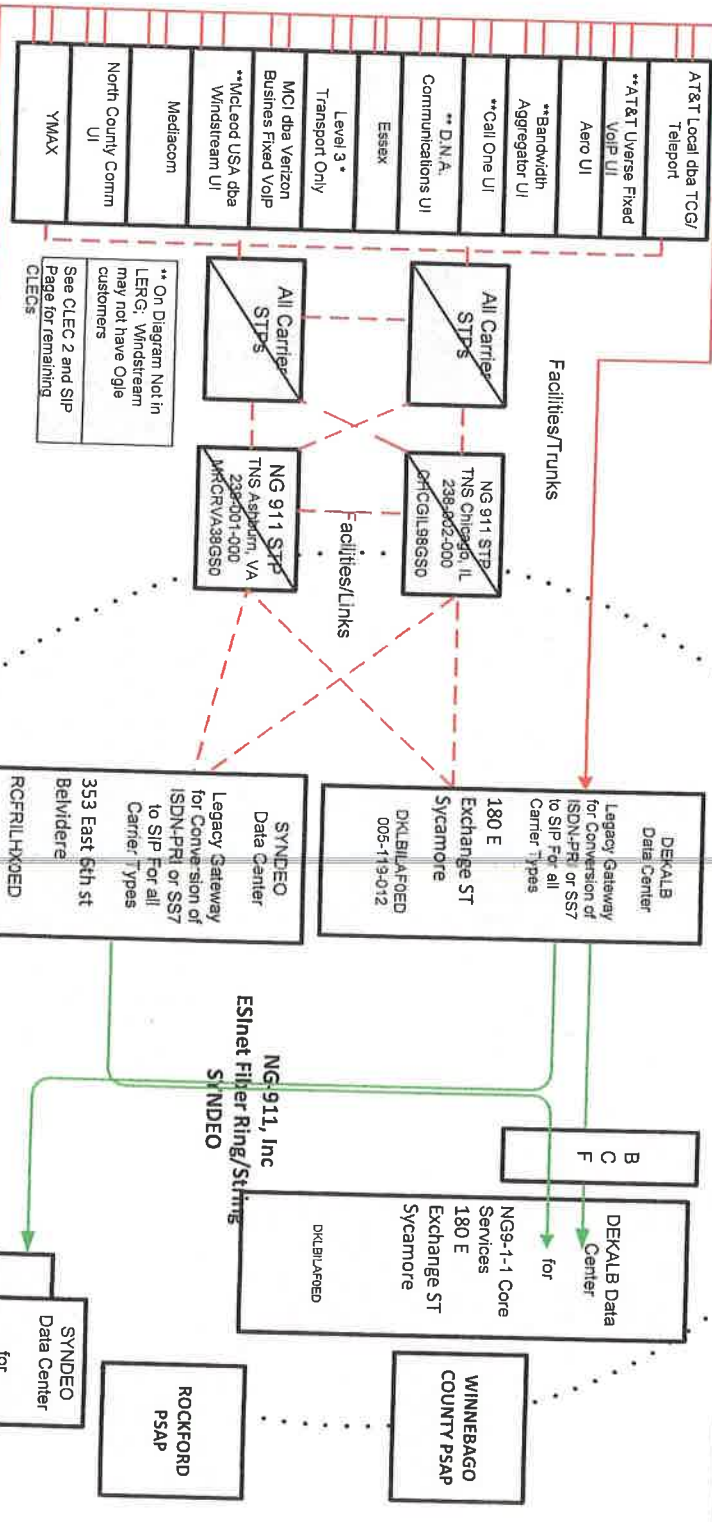 AT&T Local dba TCG/
Teleport
**AT&T Uverse Fixed
VoIP UI
Aero UI
**Bandwidth
Aggregator UI
**Call One UI
** D.N.A.
Communications UI
Essex
Level 3 *
Transport Only
MCI dba Verizon
Busines Fixed VoIP
**McLeod USA dba
Windstream UI
Mediacom
North County Comm
UI
YMAX
** On Diagram Not in
LERG; Windstream
may not have Ogle
customers
See CLEC 2 and SIP
Page for remaining
CLECs
All Carrier
STPs
All Carrier
STPs
Facilities/Trunks
NG 911 STP
TNS Chicago, IL
238-002-000
CHCGIL98GS0
NG 911 STP
TNS Ashburn, VA
238-001-000
MRCRVA38GS0
Facilities/Links
DEKALB
Data Center
Legacy Gateway
for Conversion of
ISDN-PRI or SS7
to SIP For all
Carrier Types
180 E
Exchange ST
Sycamore
DKLBILAF0ED
005-119-012
SYNDEO
Data Center
Legacy Gateway
for Conversion of
ISDN-PRI or SS7
to SIP For all
Carrier Types
353 East 6th st
Belvidere
RCFRILHX0ED
NG-911, Inc
ESInet Fiber Ring/String
SYNDEO
B
C
F
DEKALB Data
Center
for
NG9-1-1 Core
Services
180 E
Exchange ST
Sycamore
DKLBILAF0ED
SYNDEO
Data Center
for
WINNEBAGO
COUNTY PSAP
ROCKFORD
PSAP